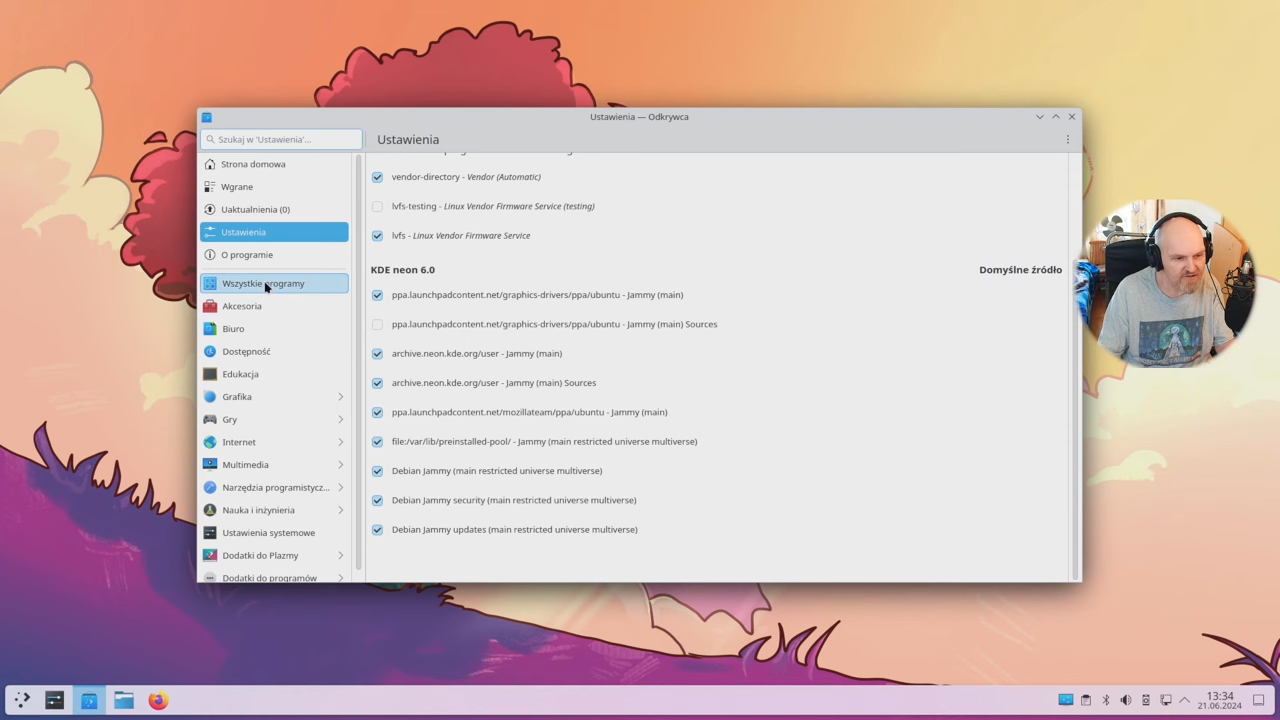 Ustawienia — Odkrywca
Szukaj w 'Ustawienia'...
Ustawienia
Strona domowa
Wgrane
Uaktualnienia (0)
Ustawienia
O programie
Wszystkie programy
Akcesoria
Biuro
Dostępność
Edukacja
Grafika
Gry
Internet
Multimedia
Narzędzia programistycz...
Nauka i inżynieria
Ustawienia systemowe
Dodatki do Plazmy
Dodatki do programów
vendor-directory - Vendor (Automatic)
lvfs-testing - Linux Vendor Firmware Service (testing)
lvfs - Linux Vendor Firmware Service
KDE neon 6.0 Domyślne źródło
ppa.launchpadcontent.net/graphics-drivers/ppa/ubuntu - Jammy (main)
ppa.launchpadcontent.net/graphics-drivers/ppa/ubuntu - Jammy (main) Sources
archive.neon.kde.org/user - Jammy (main)
archive.neon.kde.org/user - Jammy (main) Sources
ppa.launchpadcontent.net/mozillateam/ppa/ubuntu - Jammy (main)
file:/var/lib/preinstalled-pool/ - Jammy (main restricted universe multiverse)
Debian Jammy (main restricted universe multiverse)
Debian Jammy security (main restricted universe multiverse)
Debian Jammy updates (main restricted universe multiverse)
13:34
21.06.2024